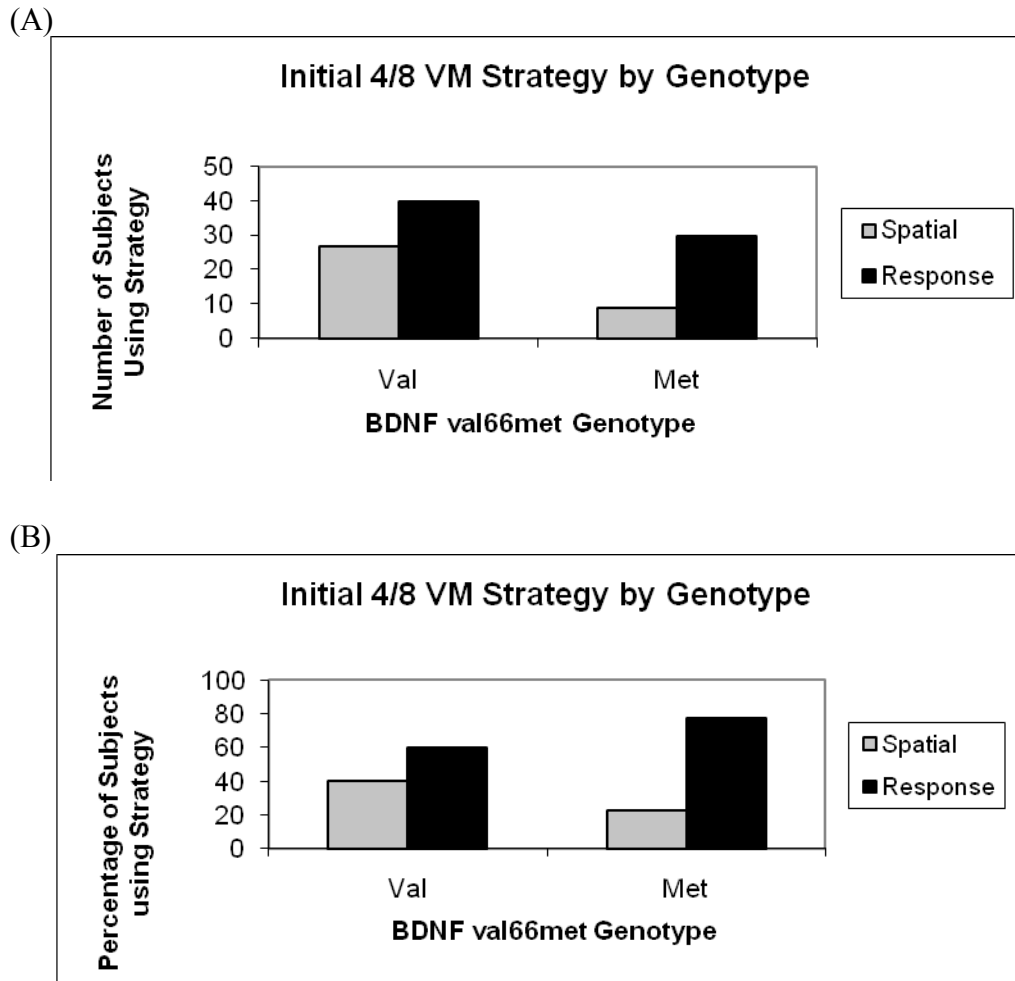 (A)
Initial 4/8 VM Strategy by Genotype
Number of Subjects
Using Strategy
50
40
30
20
10
0
Val
Met
BDNF val66met Genotype
Spatial
Response
(B)
Initial 4/8 VM Strategy by Genotype
Percentage of Subjects
using Strategy
100
80
60
40
20
0
Val
Met
BDNF val66met Genotype
Spatial
Response